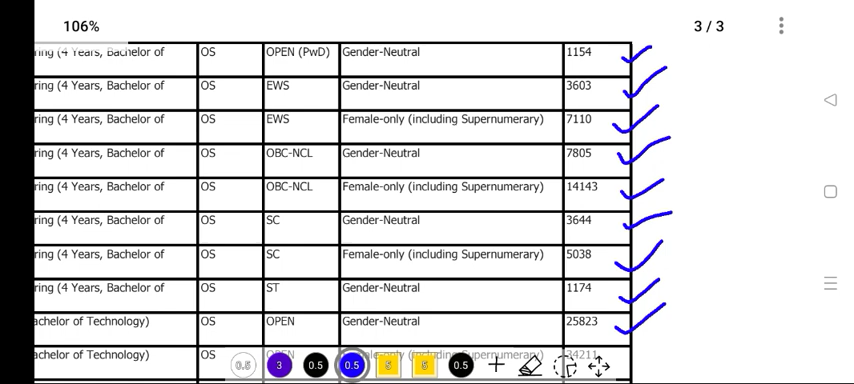 106% 3 / 3
ring (4 Years, Bachelor of OS OPEN (PwD) Gender-Neutral 1154
ring (4 Years, Bachelor of OS EWS Gender-Neutral 3603
ring (4 Years, Bachelor of OS EWS Female-only (including Supernumerary) 7110
ring (4 Years, Bachelor of OS OBC-NCL Gender-Neutral 7805
ring (4 Years, Bachelor of OS OBC-NCL Female-only (including Supernumerary) 14143
ring (4 Years, Bachelor of OS SC Gender-Neutral 3644
ring (4 Years, Bachelor of OS SC Female-only (including Supernumerary) 5038
ring (4 Years, Bachelor of OS ST Gender-Neutral 1174
achelor of Technology) OS OPEN Gender-Neutral 25823
achelor of Technology) OS OPEN Female-only (including Supernumerary) 34211
0.5 3 0.5 0.5 5 5 0.5